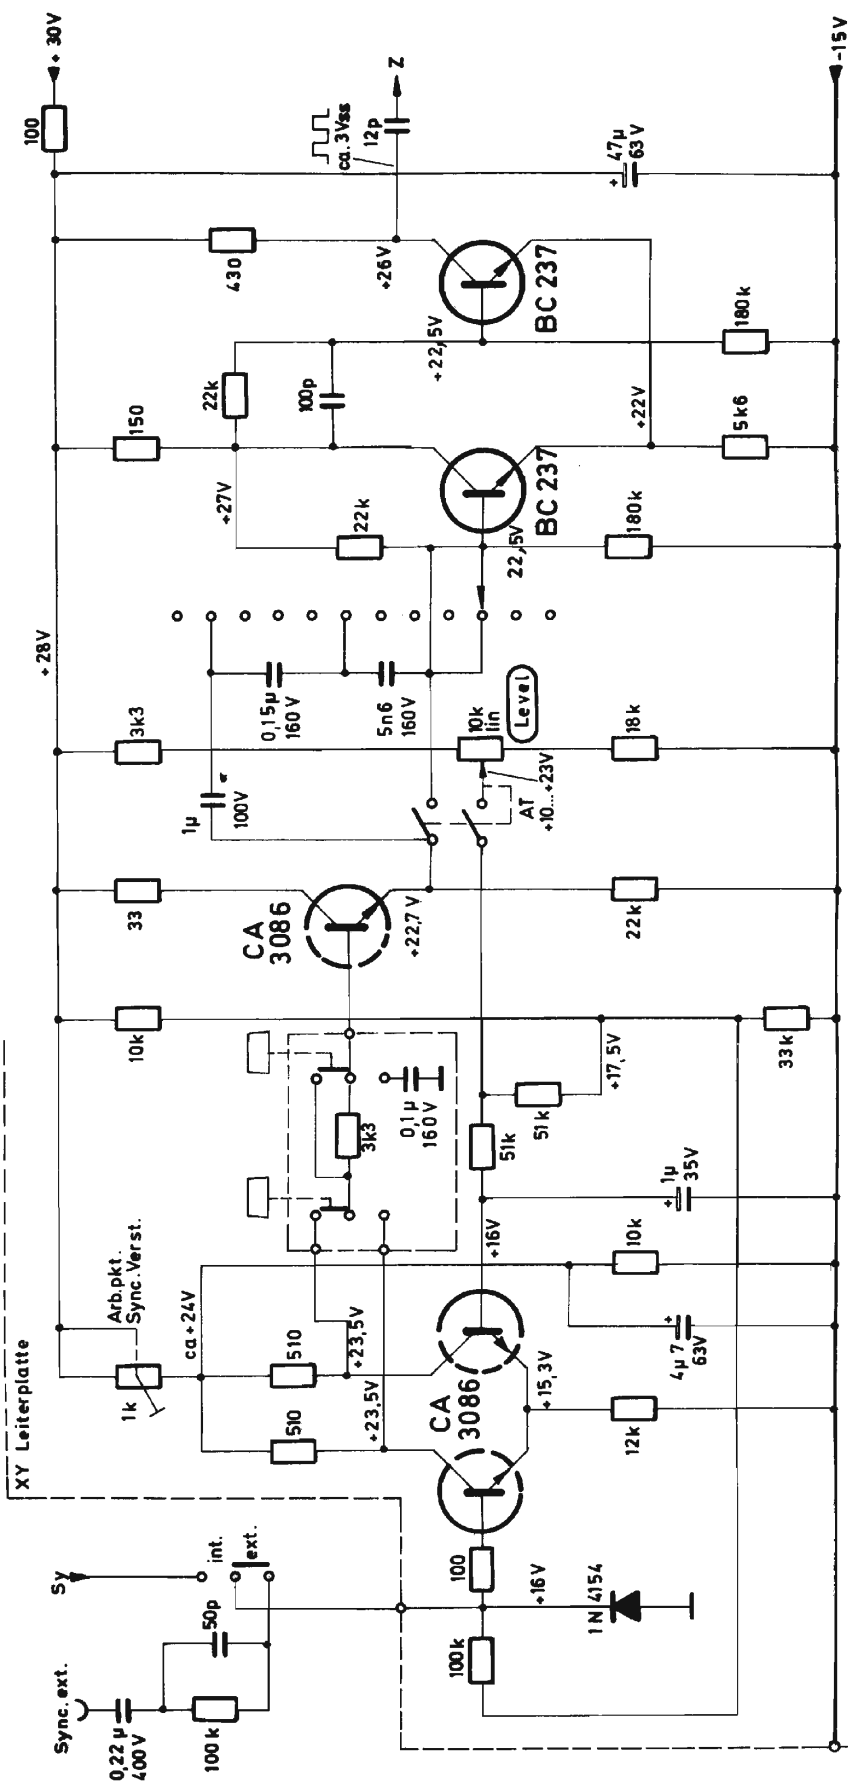 XY Leiterplatte
Sync. ext.
0,22 µ
400V
100k
50p
Sy
int.
ext.
100k
100
+16V
1N 4154
1k
Arb.pkt.
Sync.Verst.
ca+24V
510
510
+23,5V
+23,5V
CA
3086
+15,3V
12k
+16V
4µ7
63V
10k
1µ
35V
51k
51k
+17,5V
33k
10k
3k3
0,1µ
160V
33
CA
3086
+22,7V
22k
+28V
3k3
1µ
100V
0,15µ
160V
5n6
160V
10k
lin
Level
AT
+10...+23V
18k
150
+27V
22k
22,5V
BC 237
180k
22k
100p
+22V
5k6
430
+26V
+22,5V
BC 237
180k
ca. 3Vss
12p
Z
47µ
63V
100
+ 30V
-15V